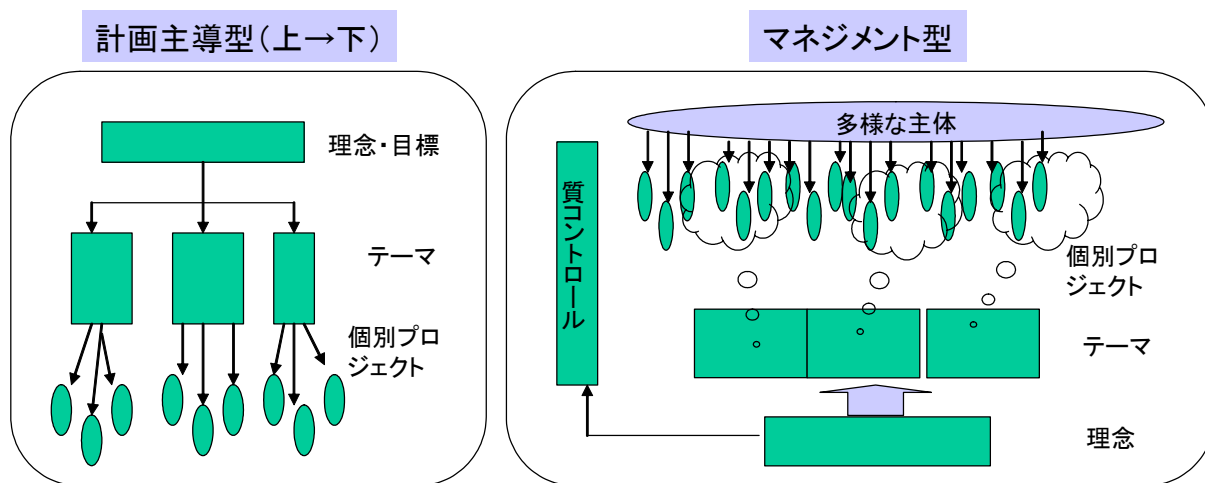 計画主導型（上→下）
理念・目標
テーマ
個別プロ
ジェクト
マネジメント型
多様な主体
質コントロール
個別プロ
ジェクト
テーマ
理念